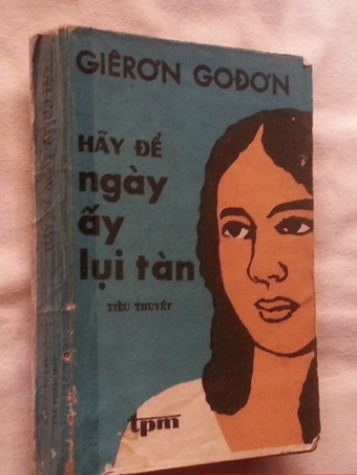 GIÊRƠN GOĐƠN
HÃY ĐỂ
ngày
ấy
lụi tàn
TIỂU THUYẾT
tpm